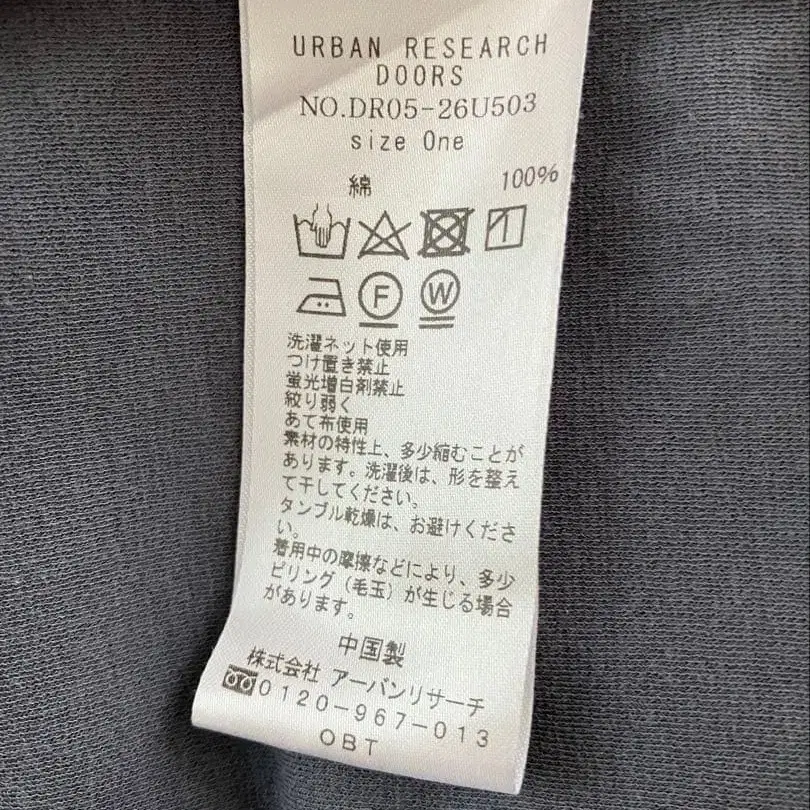 URBAN RESEARCH
DOORS
NO.DR05-26U503
size One
綿 100%
F W
洗濯ネット使用
つけ置き禁止
蛍光増白剤禁止
絞り弱く
あて布使用
素材の特性上、多少縮むことが
あります。洗濯後は、形を整え
て干してください。
タンブル乾燥は、お避けくださ
い。
着用中の摩擦などにより、多少
ピリング（毛玉）が生じる場合
があります。
中国製
株式会社 アーバンリサーチ
0120-967-013
OBT